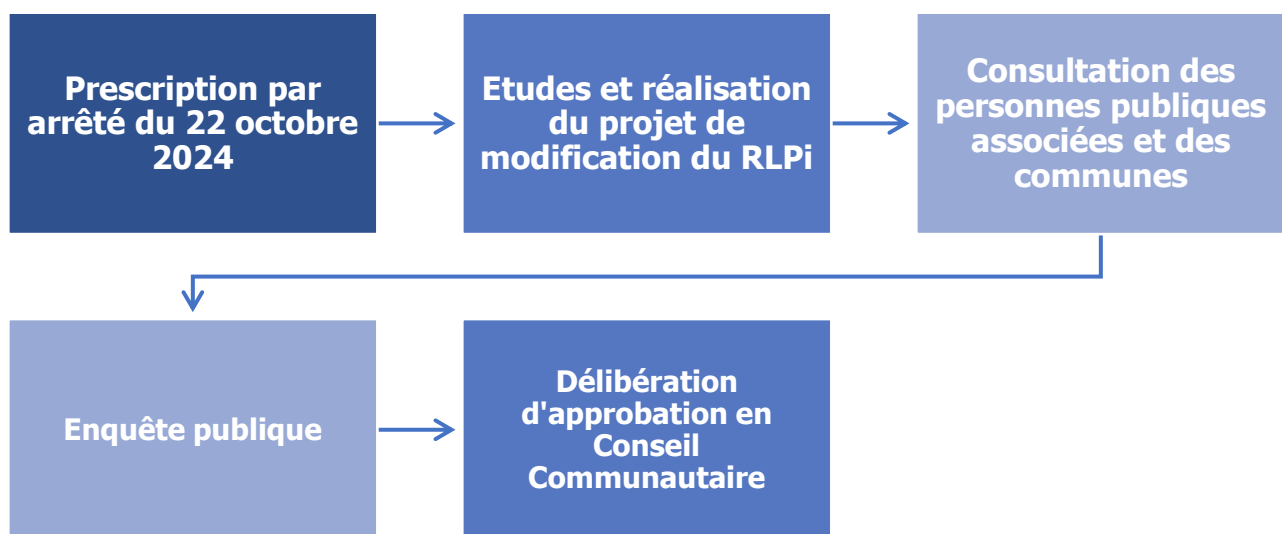 Prescription par
arrêté du 22 octobre
2024
Etudes et réalisation
du projet de
modification du RLPi
Consultation des
personnes publiques
associées et des
communes
Enquête publique
Délibération
d'approbation en
Conseil
Communautaire